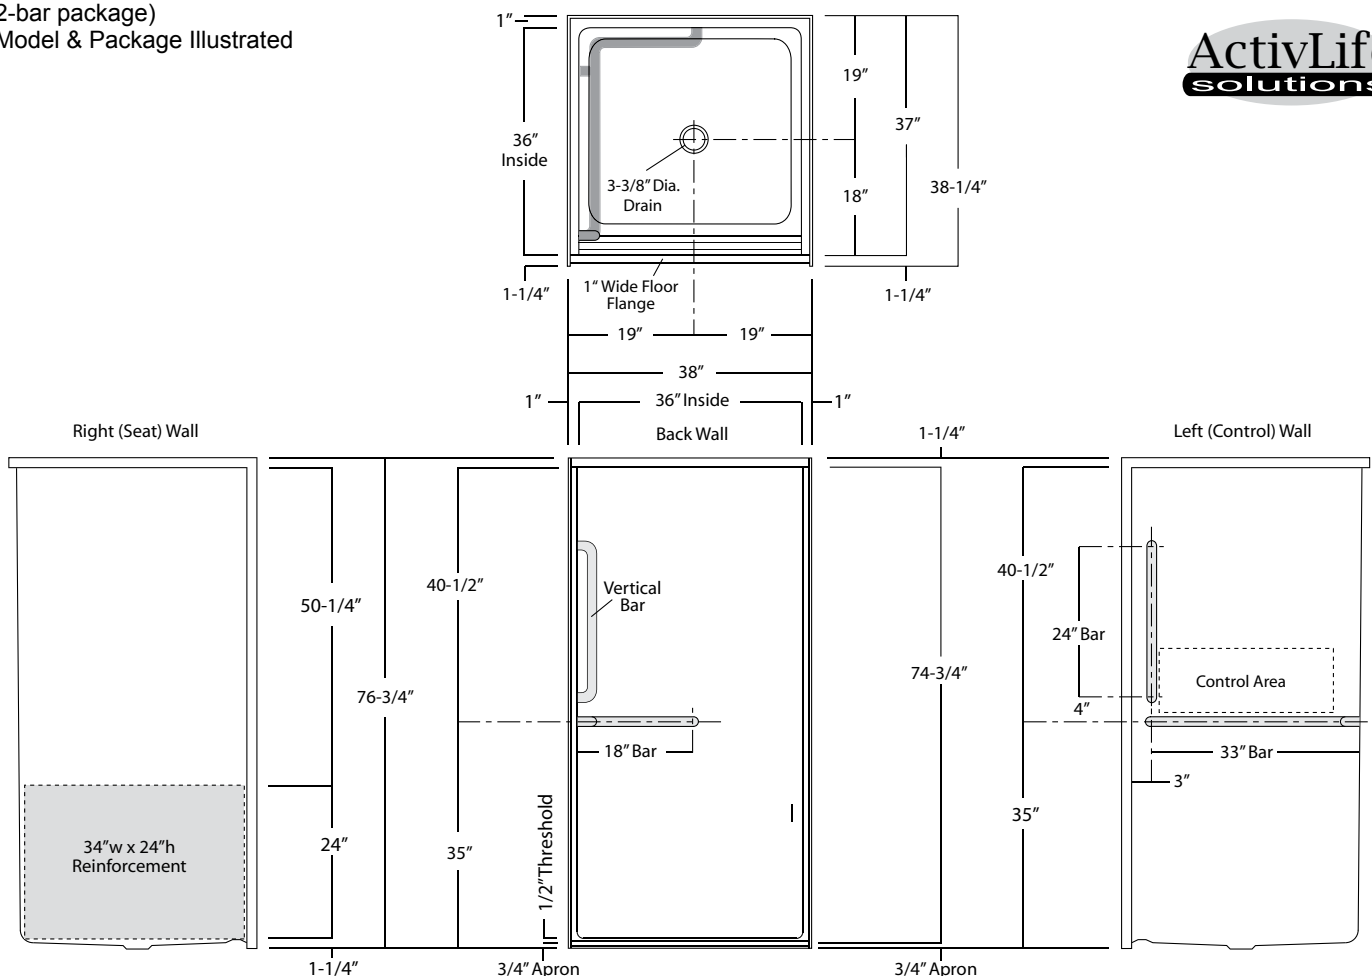 2-bar package)
Model & Package Illustrated
ActivLife
solutions
1”
36”
Inside
3-3/8” Dia.
Drain
19”
37”
18”
38-1/4”
1-1/4”
1“ Wide Floor
Flange
1-1/4”
19”
19”
38”
1”
36” Inside
1”
Right (Seat) Wall
Back Wall
1-1/4”
Left (Control) Wall
50-1/4”
40-1/2”
Vertical
Bar
40-1/2”
24” Bar
76-3/4”
74-3/4”
Control Area
4”
18” Bar
33” Bar
3”
34”w x 24”h
Reinforcement
24”
35”
1/2” Threshold
35”
1-1/4”
3/4” Apron
3/4” Apron